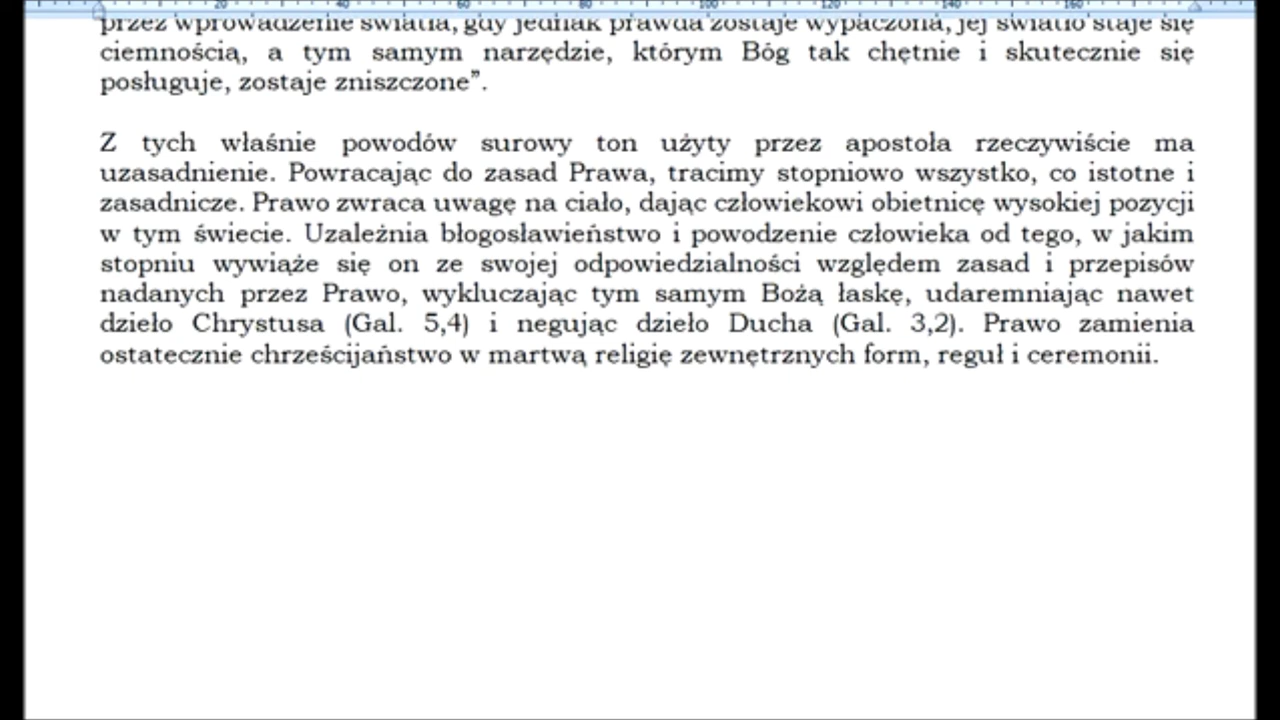 przez wprowadzenie światła, gdy jednak prawda zostaje wypaczona, jej światło staje się
ciemnością, a tym samym narzędzie, którym Bóg tak chętnie i skutecznie się
posługuje, zostaje zniszczone”.
Z tych właśnie powodów surowy ton użyty przez apostoła rzeczywiście ma
uzasadnienie. Powracając do zasad Prawa, tracimy stopniowo wszystko, co istotne i
zasadnicze. Prawo zwraca uwagę na ciało, dając człowiekowi obietnicę wysokiej pozycji
w tym świecie. Uzależnia błogosławieństwo i powodzenie człowieka od tego, w jakim
stopniu wywiąże się on ze swojej odpowiedzialności względem zasad i przepisów
nadanych przez Prawo, wykluczając tym samym Bożą łaskę, udaremniając nawet
dzieło Chrystusa (Gal. 5,4) i negując dzieło Ducha (Gal. 3,2). Prawo zamienia
ostatecznie chrześcijaństwo w martwą religię zewnętrznych form, reguł i ceremonii.